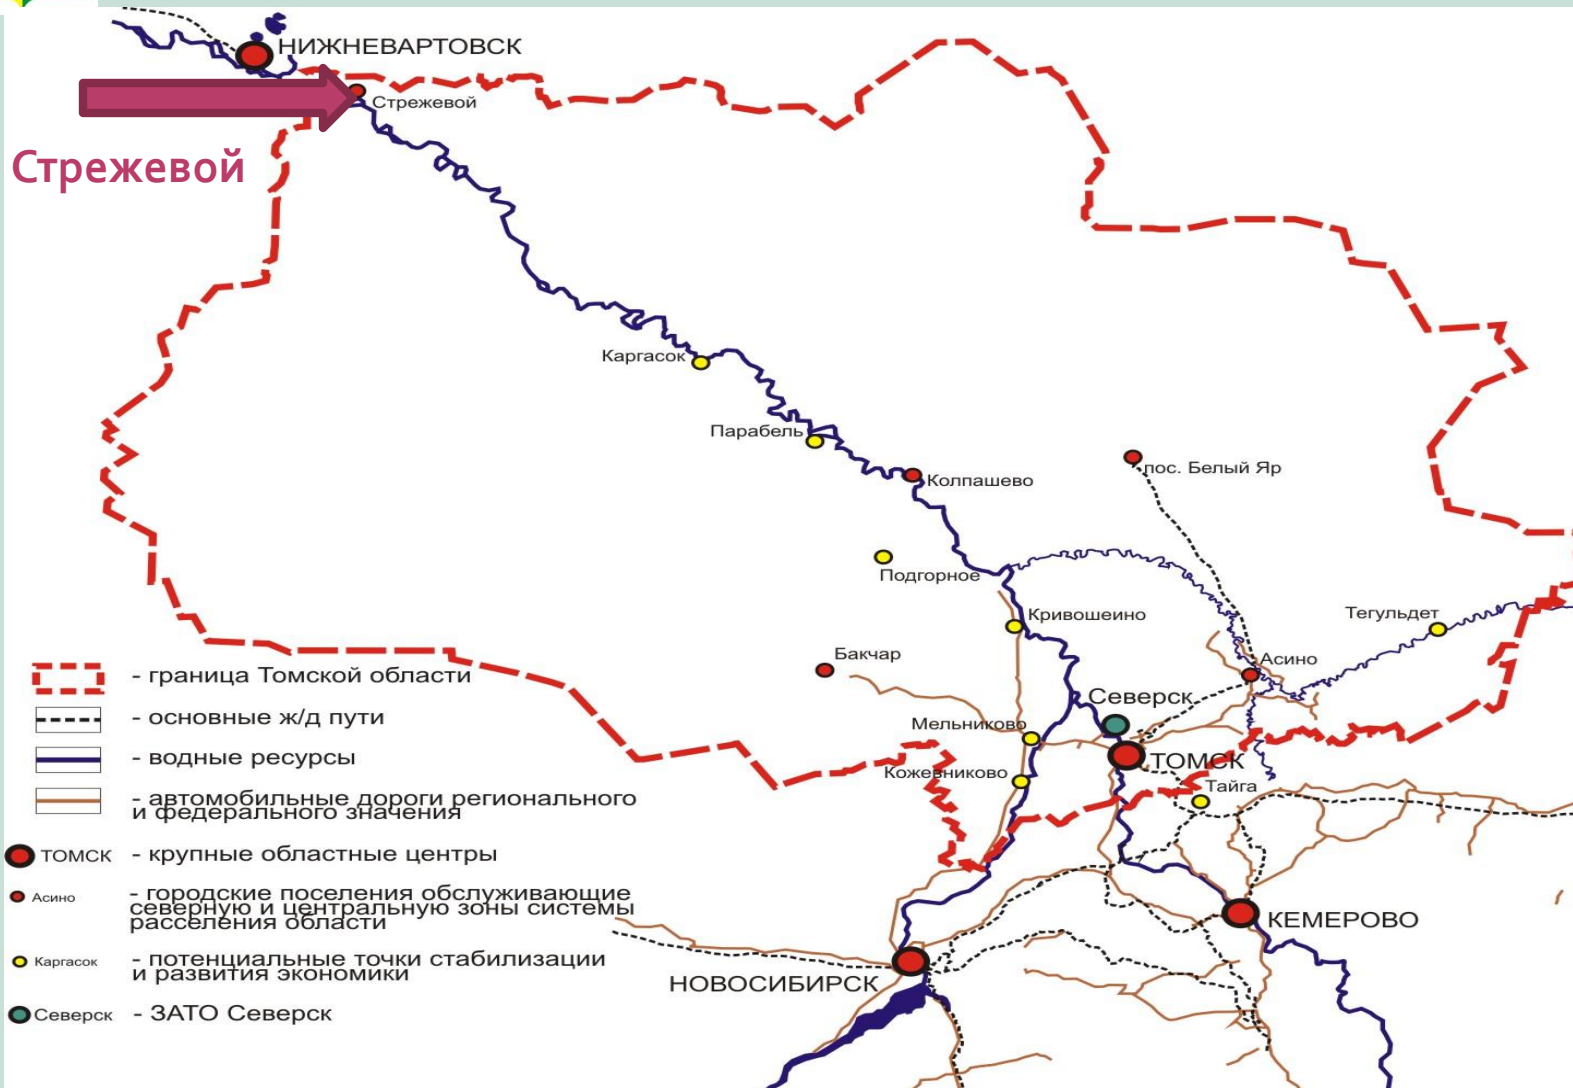 НИЖНЕВАРТОВСК
Стрежевой
Стрежевой
Каргасок
Парабель
Колпашево
пос. Белый Яр
Подгорное
Кривошеино
Тегульдет
Бакчар
Асино
Северск
Мельниково
ТОМСК
Кожевниково
Тайга
КЕМЕРОВО
НОВОСИБИРСК
- граница Томской области
- основные ж/д пути
- водные ресурсы
- автомобильные дороги регионального
и федерального значения
ТОМСК - крупные областные центры
Асино - городские поселения обслуживающие
северную и центральную зоны системы
расселения области
Каргасок - потенциальные точки стабилизации
и развития экономики
Северск - ЗАТО Северск